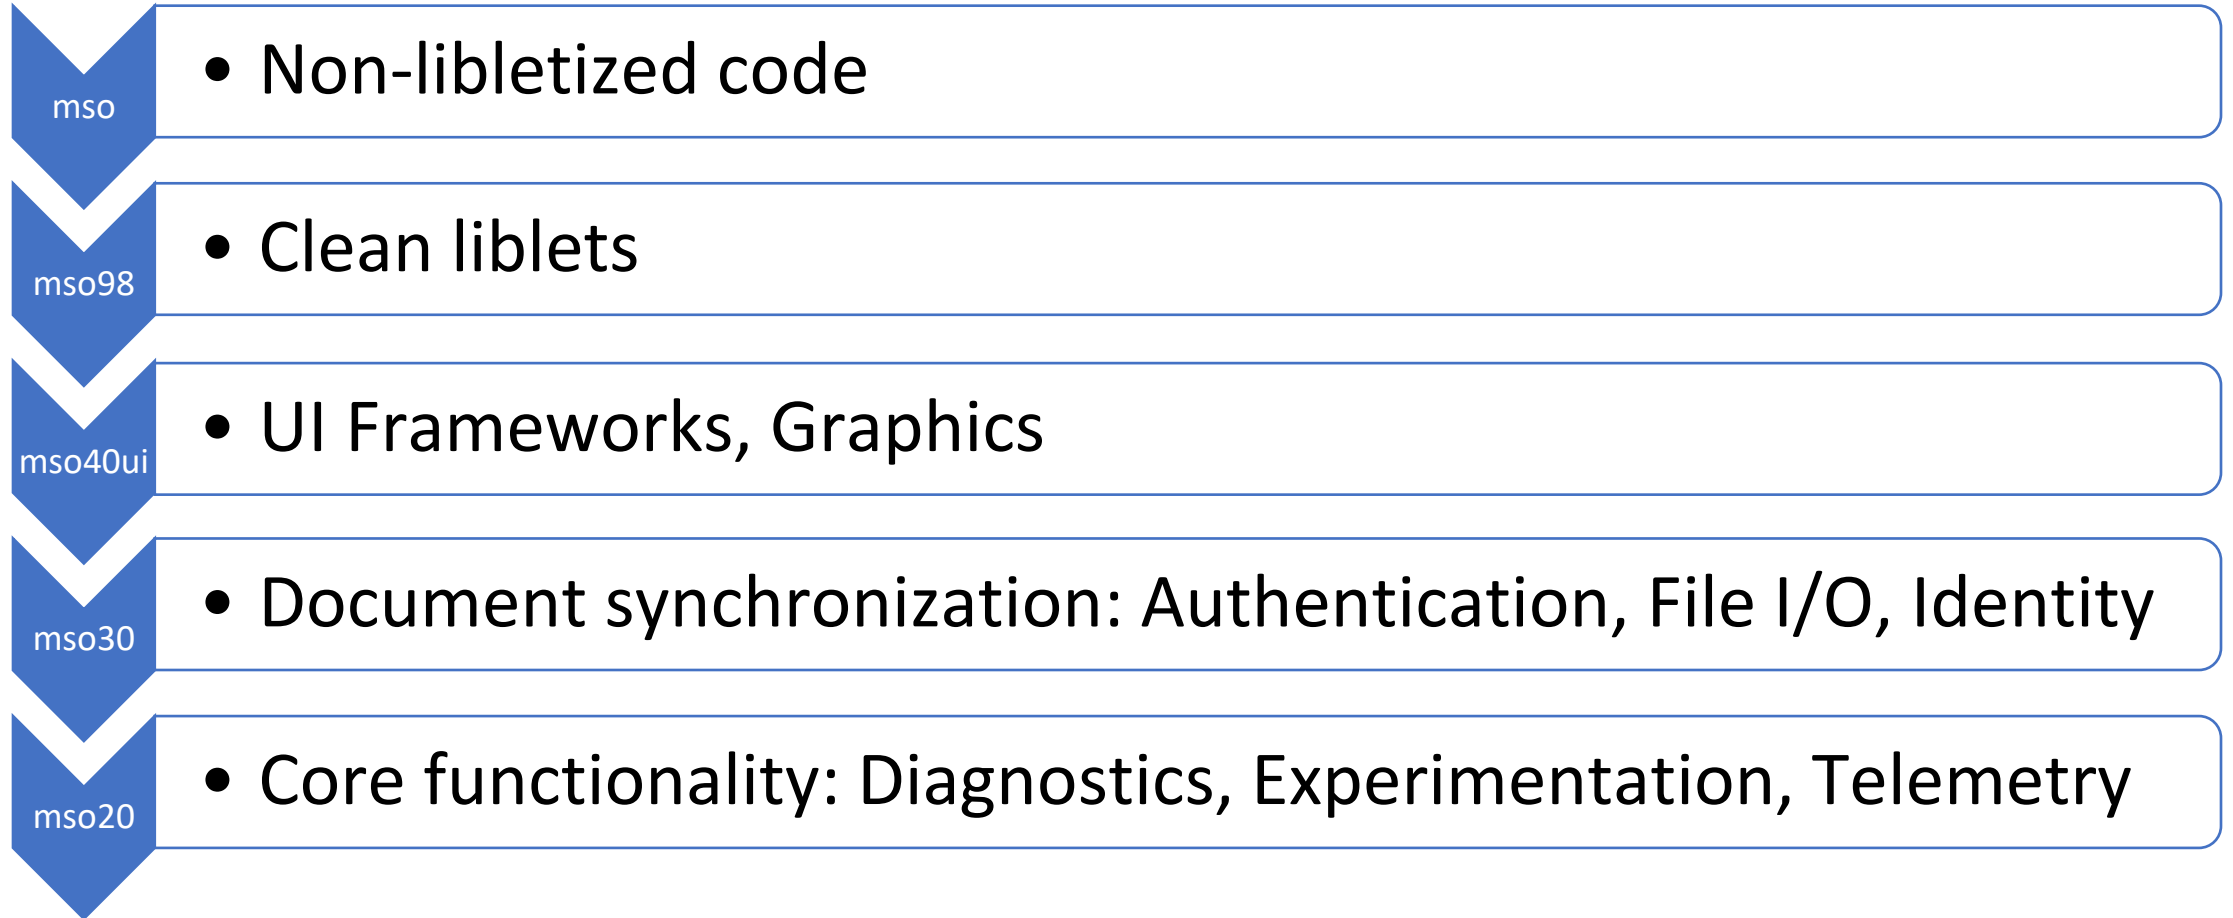 mso
• Non-libletized code
mso98
• Clean liblets
mso40ui
• UI Frameworks, Graphics
mso30
• Document synchronization: Authentication, File I/O, Identity
mso20
• Core functionality: Diagnostics, Experimentation, Telemetry